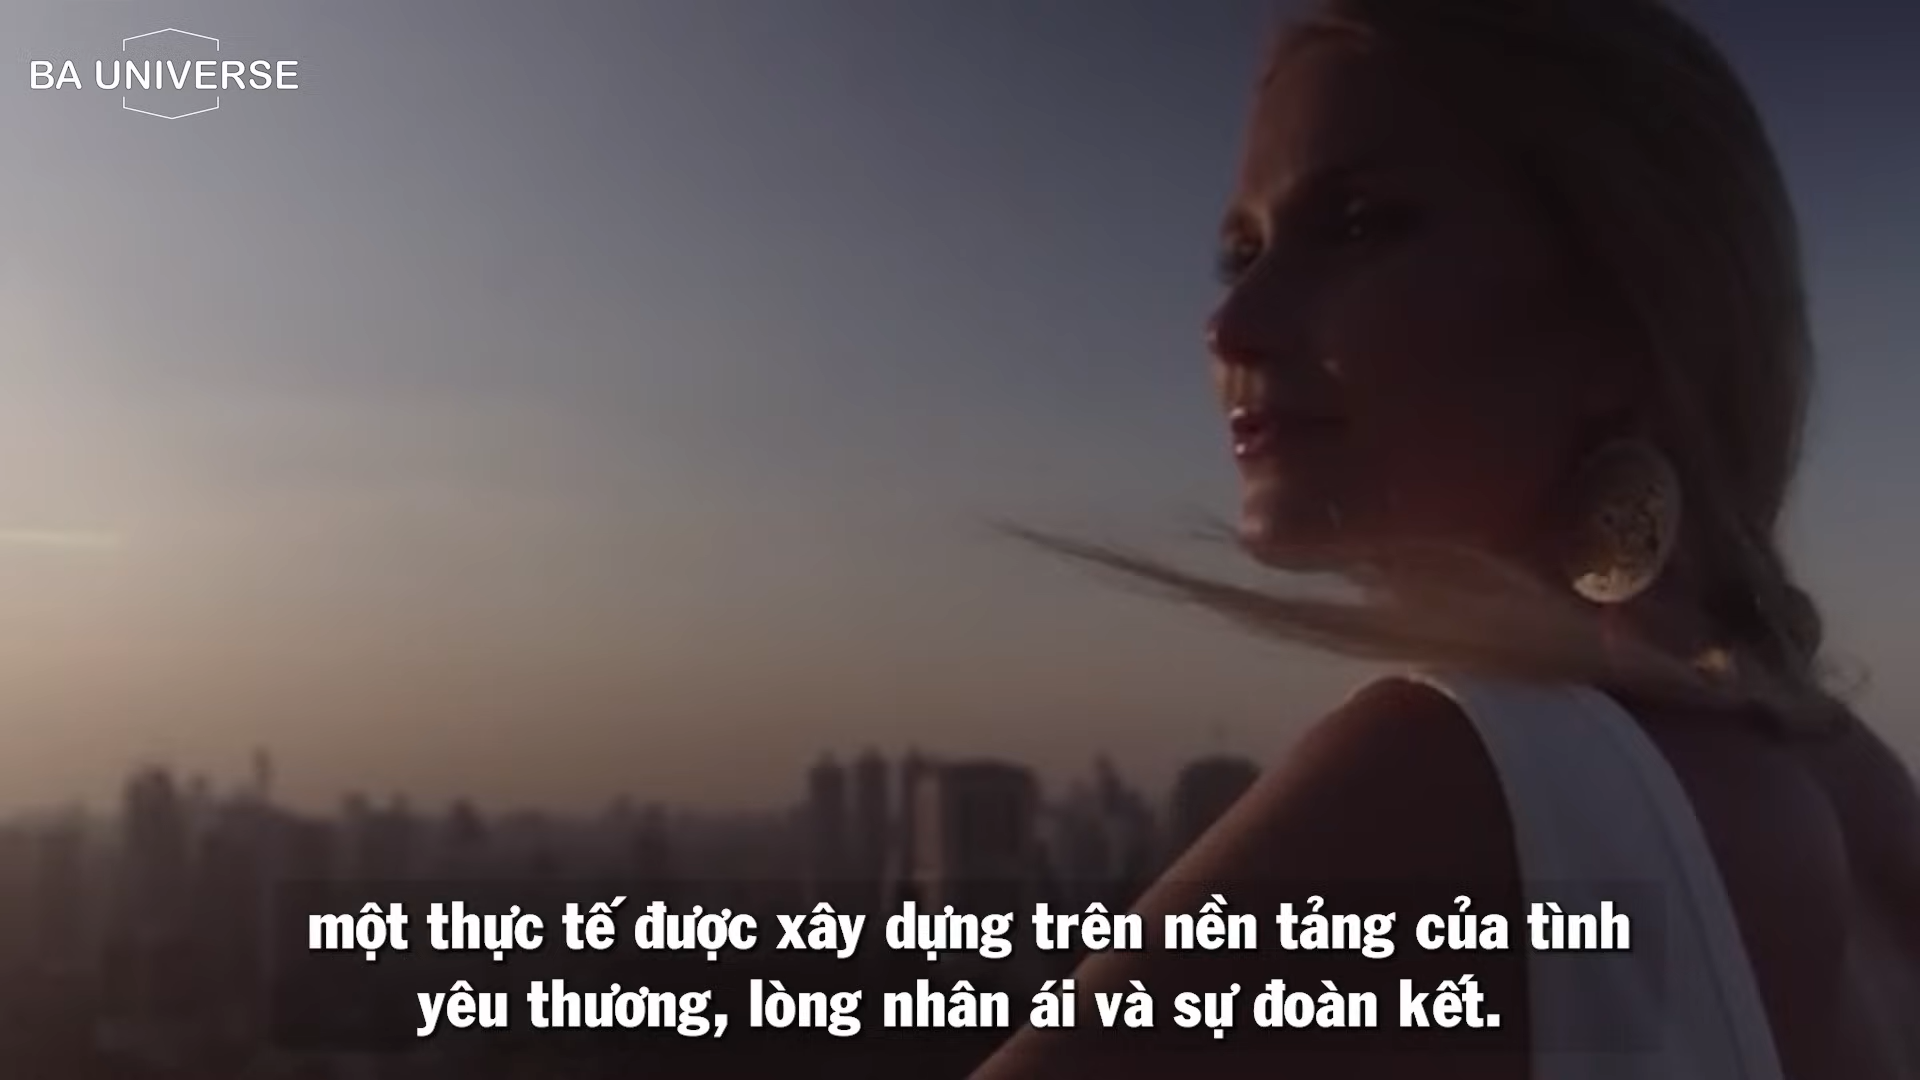 BA UNIVERSE
một thực tế được xây dựng trên nền tảng của tình
yêu thương, lòng nhân ái và sự đoàn kết.